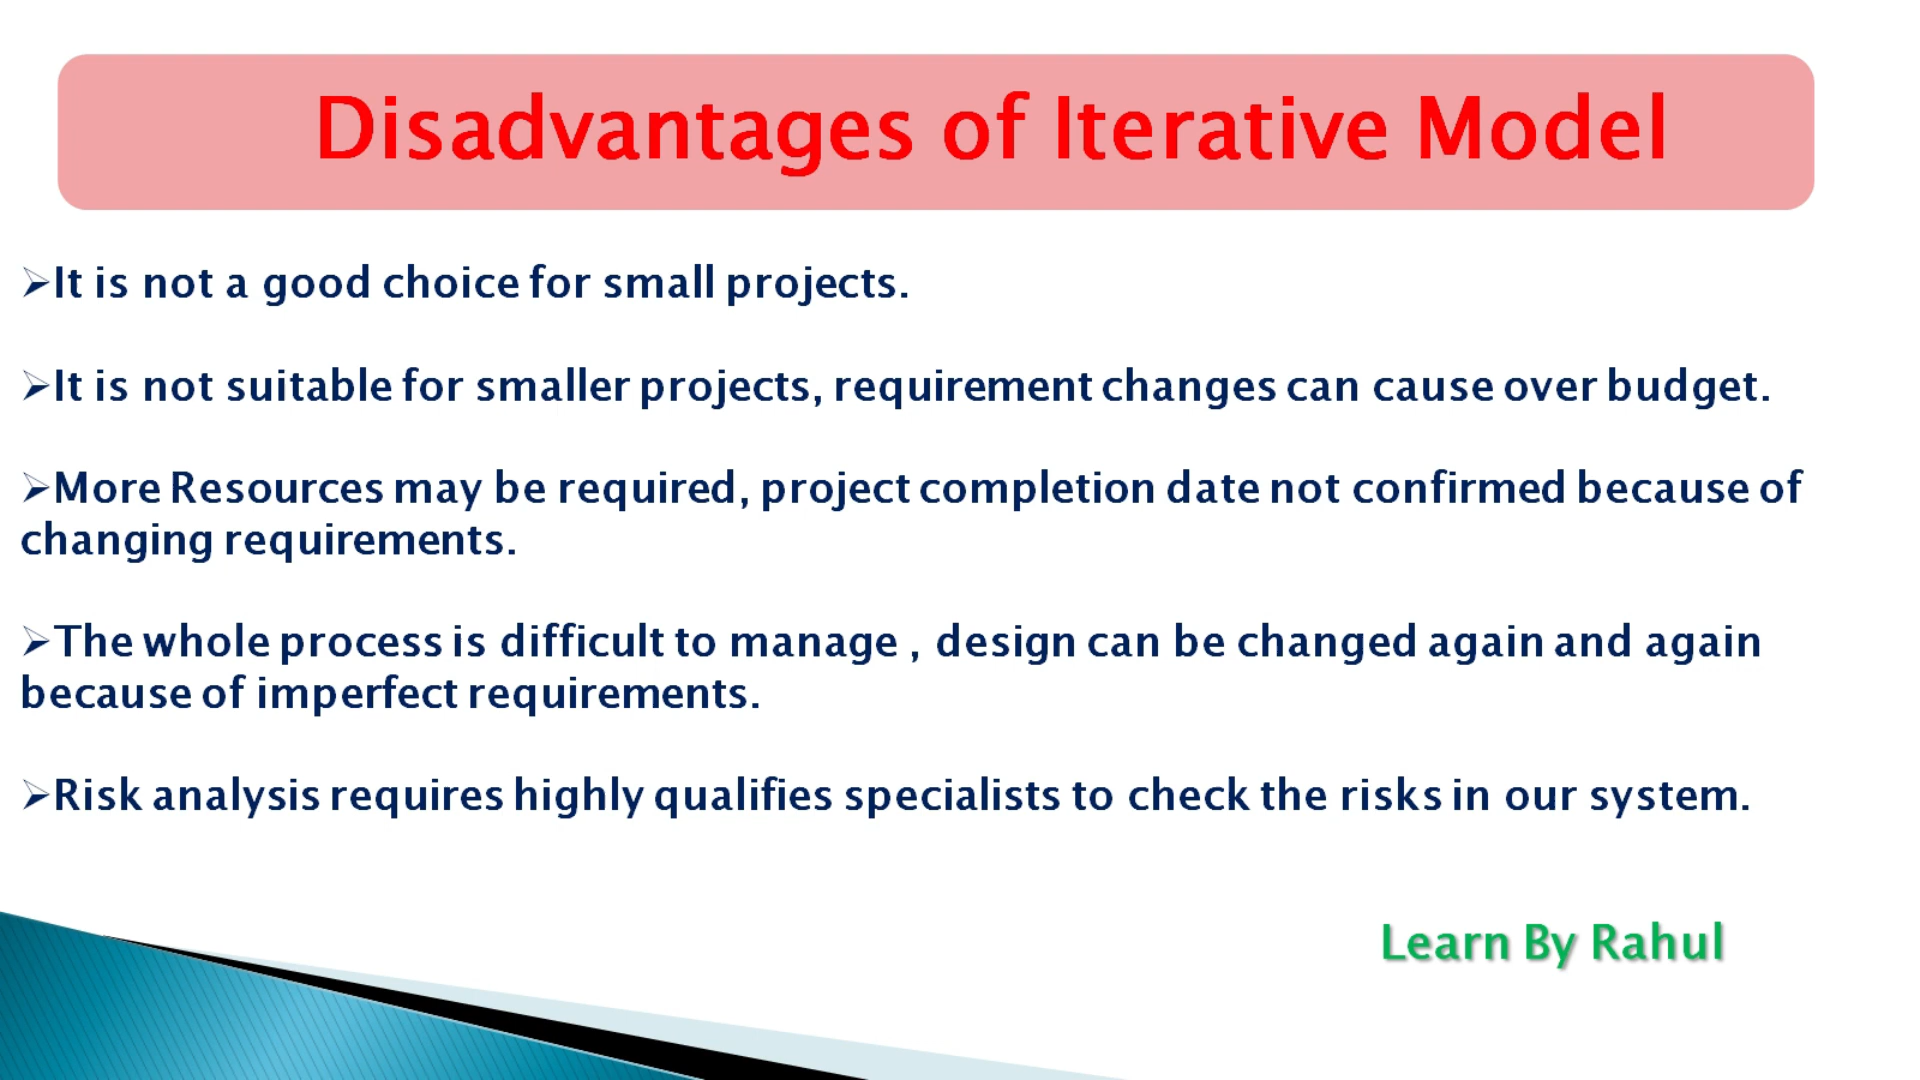 Disadvantages of Iterative Model
➢It is not a good choice for small projects.
➢It is not suitable for smaller projects, requirement changes can cause over budget.
➢More Resources may be required, project completion date not confirmed because of
changing requirements.
➢The whole process is difficult to manage , design can be changed again and again
because of imperfect requirements.
➢Risk analysis requires highly qualifies specialists to check the risks in our system.
Learn By Rahul